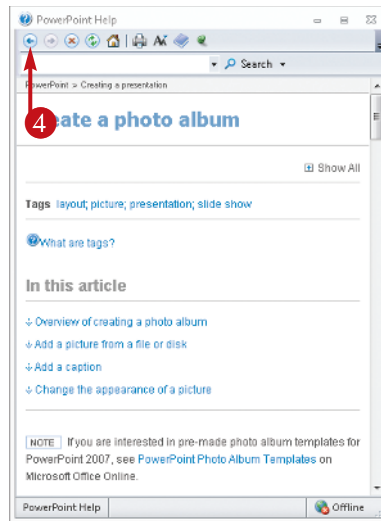 PowerPoint Help
Search
PowerPoint > Creating a presentation
4
eate a photo album
Show All
Tags layout; picture; presentation; slide show
What are tags?
In this article
Overview of creating a photo album
Add a picture from a file or disk
Add a caption
Change the appearance of a picture
NOTE If you are interested in pre-made photo album templates for
PowerPoint 2007, see PowerPoint Photo Album Templates on
Microsoft Office Online.
PowerPoint Help Offline